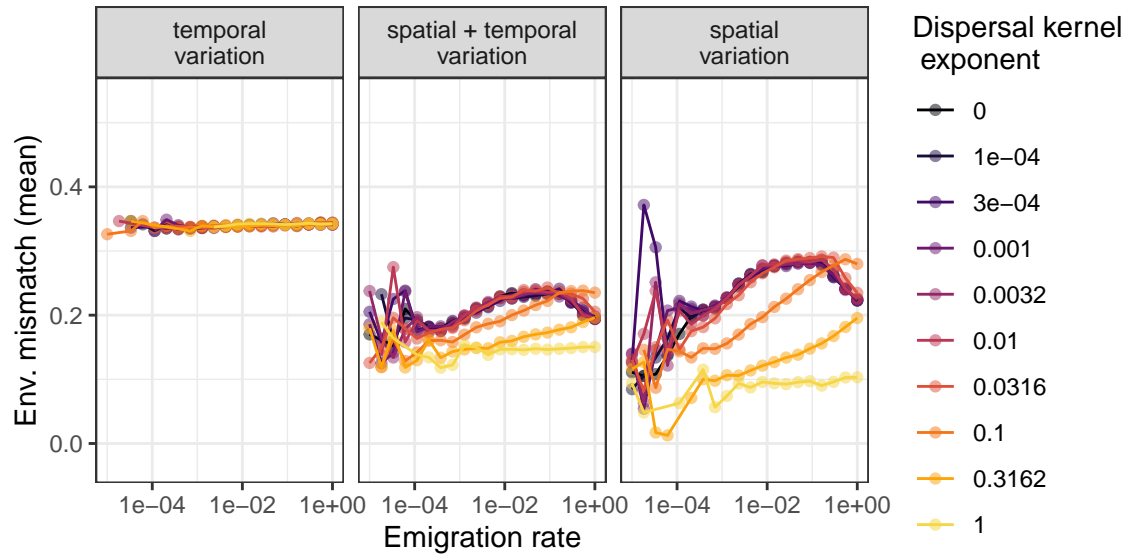 temporal
variation
spatial + temporal
variation
spatial
variation
Dispersal kernel
exponent
0
1e−04
3e−04
0.001
0.0032
0.01
0.0316
0.1
0.3162
1
Env. mismatch (mean)
0.4
0.2
0.0
1e−04
1e−02
1e+00
1e−04
1e−02
1e+00
1e−04
1e−02
1e+00
Emigration rate